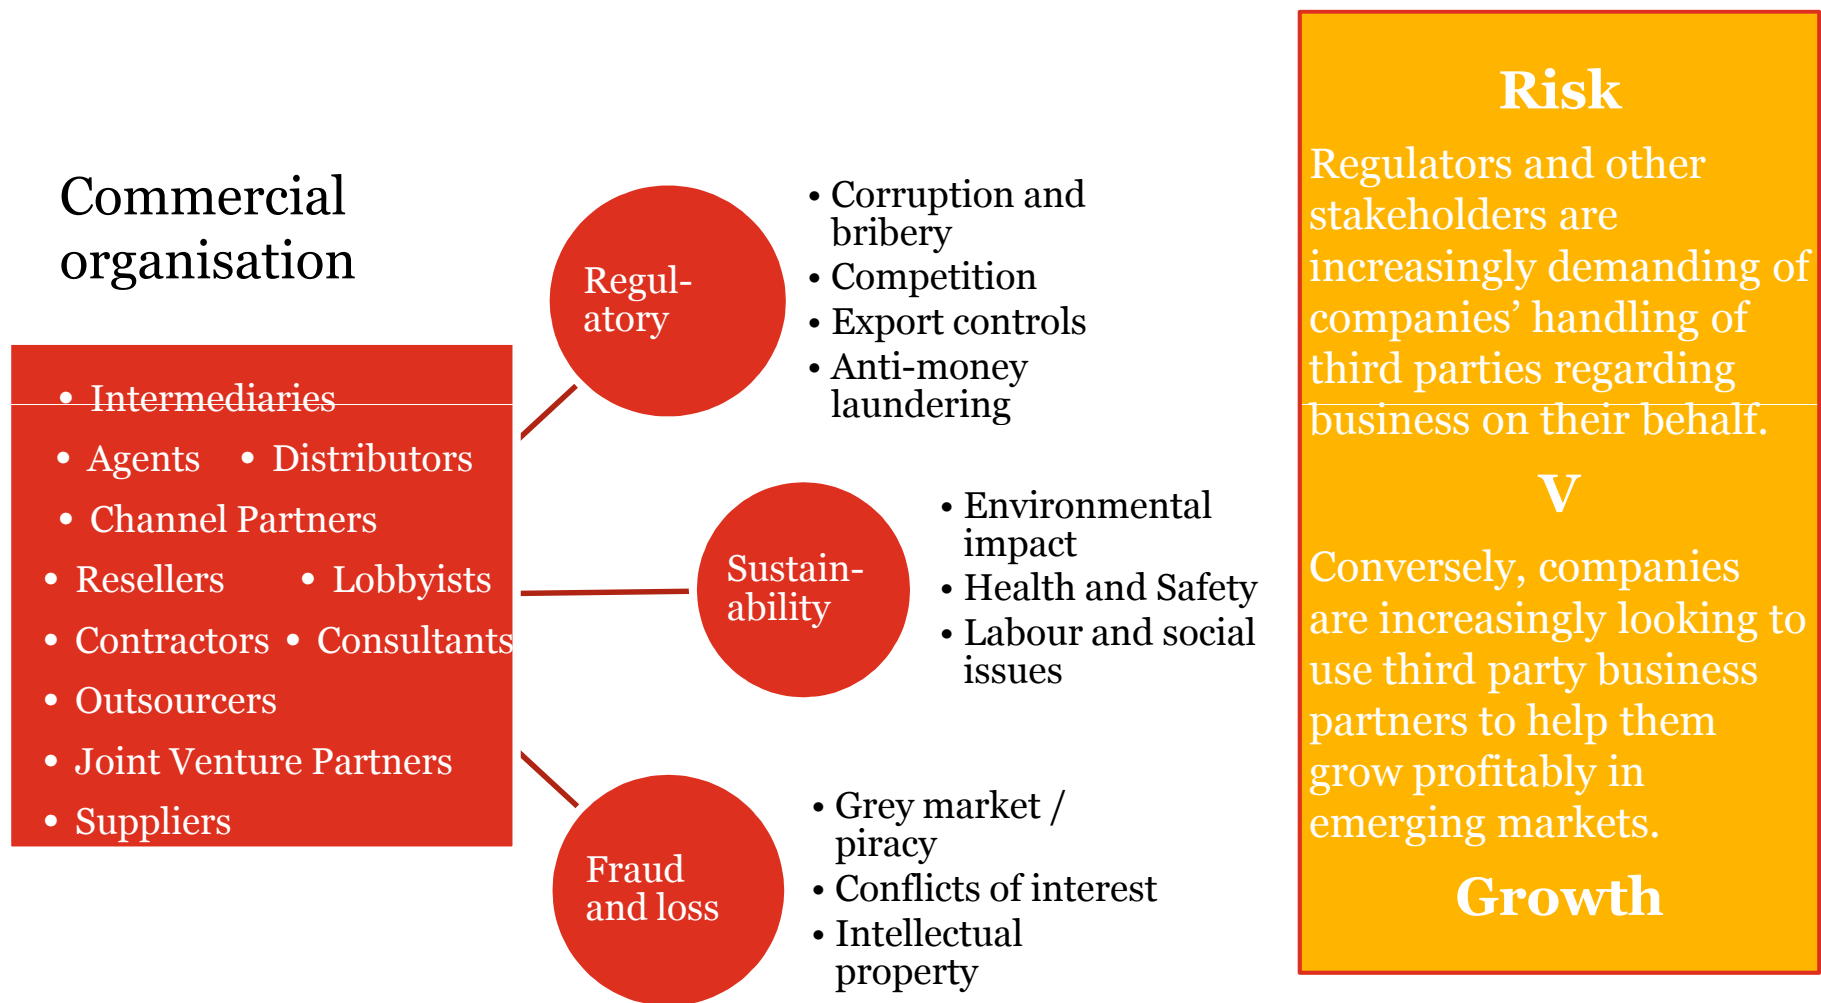 Commercial
organisation
• Intermediaries
• Agents • Distributors
• Channel Partners
• Resellers • Lobbyists
• Contractors • Consultants
• Outsourcers
• Joint Venture Partners
• Suppliers
Regul-
atory
• Corruption and
bribery
• Competition
• Export controls
• Anti-money
laundering
Sustain-
ability
• Environmental
impact
• Health and Safety
• Labour and social
issues
Fraud
and loss
• Grey market /
piracy
• Conflicts of interest
• Intellectual
property
Risk
Regulators and other
stakeholders are
increasingly demanding of
companies’ handling of
third parties regarding
business on their behalf.
V
Conversely, companies
are increasingly looking to
use third party business
partners to help them
grow profitably in
emerging markets.
Growth